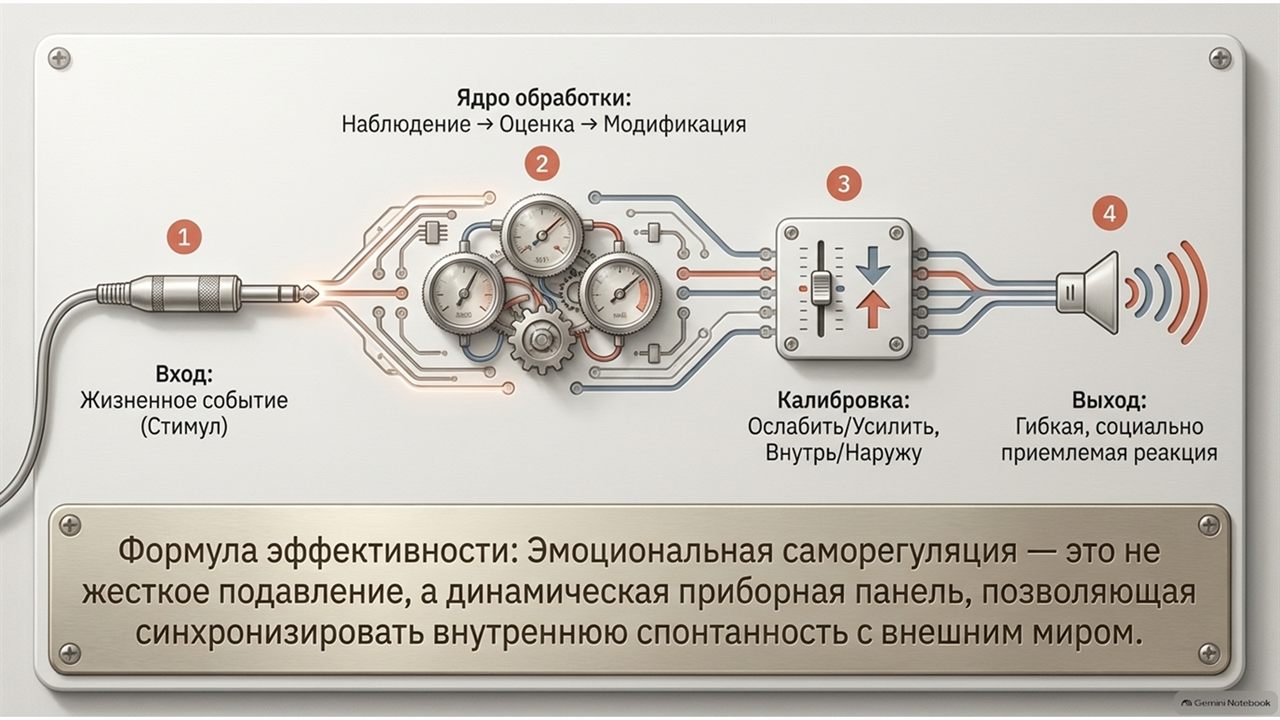 Ядро обработки:
Наблюдение → Оценка → Модификация
2
3
4
1
Вход:
Жизненное событие
(Стимул)
Калибровка:
Ослабить/Усилить,
Внутрь/Наружу
Выход:
Гибкая, социально
приемлемая реакция
Формула эффективности: Эмоциональная саморегуляция — это не
жесткое подавление, а динамическая приборная панель, позволяющая
синхронизировать внутреннюю спонтанность с внешним миром.
Gemini Notebook